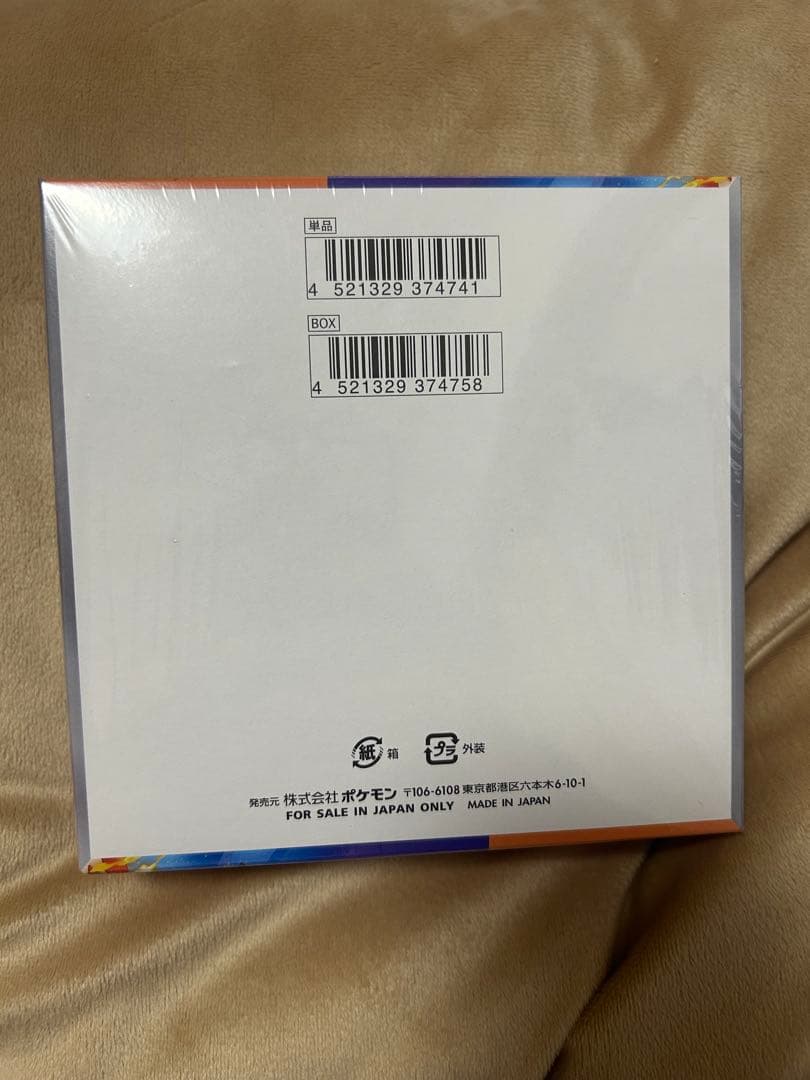 単品
4 521329 374741
BOX
4 521329 374758
紙 箱 プラ 外装
発売元 株式会社ポケモン 〒106-6108 東京都港区六本木6-10-1
FOR SALE IN JAPAN ONLY MADE IN JAPAN